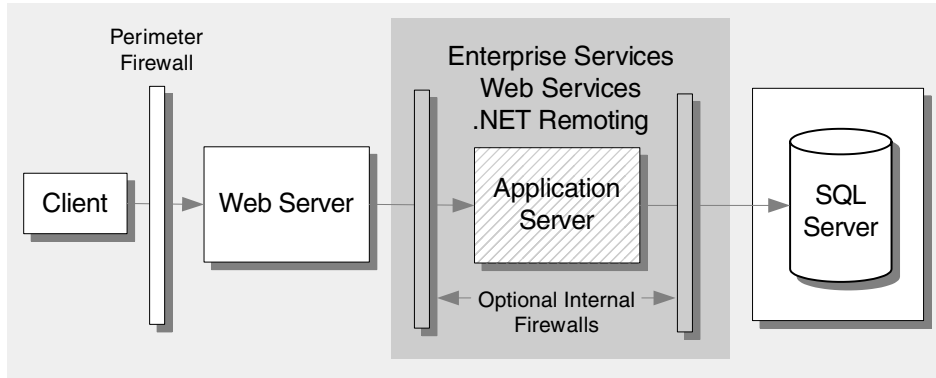 Perimeter
Firewall
Enterprise Services
Web Services
.NET Remoting
Client
Web Server
Application
Server
SQL
Server
Optional Internal
Firewalls